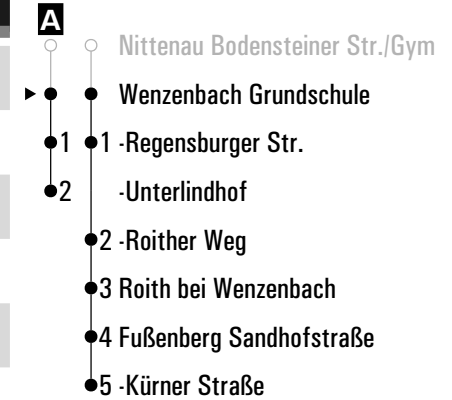 A
Nittenau Bodensteiner Str./Gym
Wenzenbach Grundschule
1 1 -Regensburger Str.
2 -Unterlindhof
2 -Roither Weg
3 Roith bei Wenzenbach
4 Fußenberg Sandhofstraße
5 -Kürner Straße